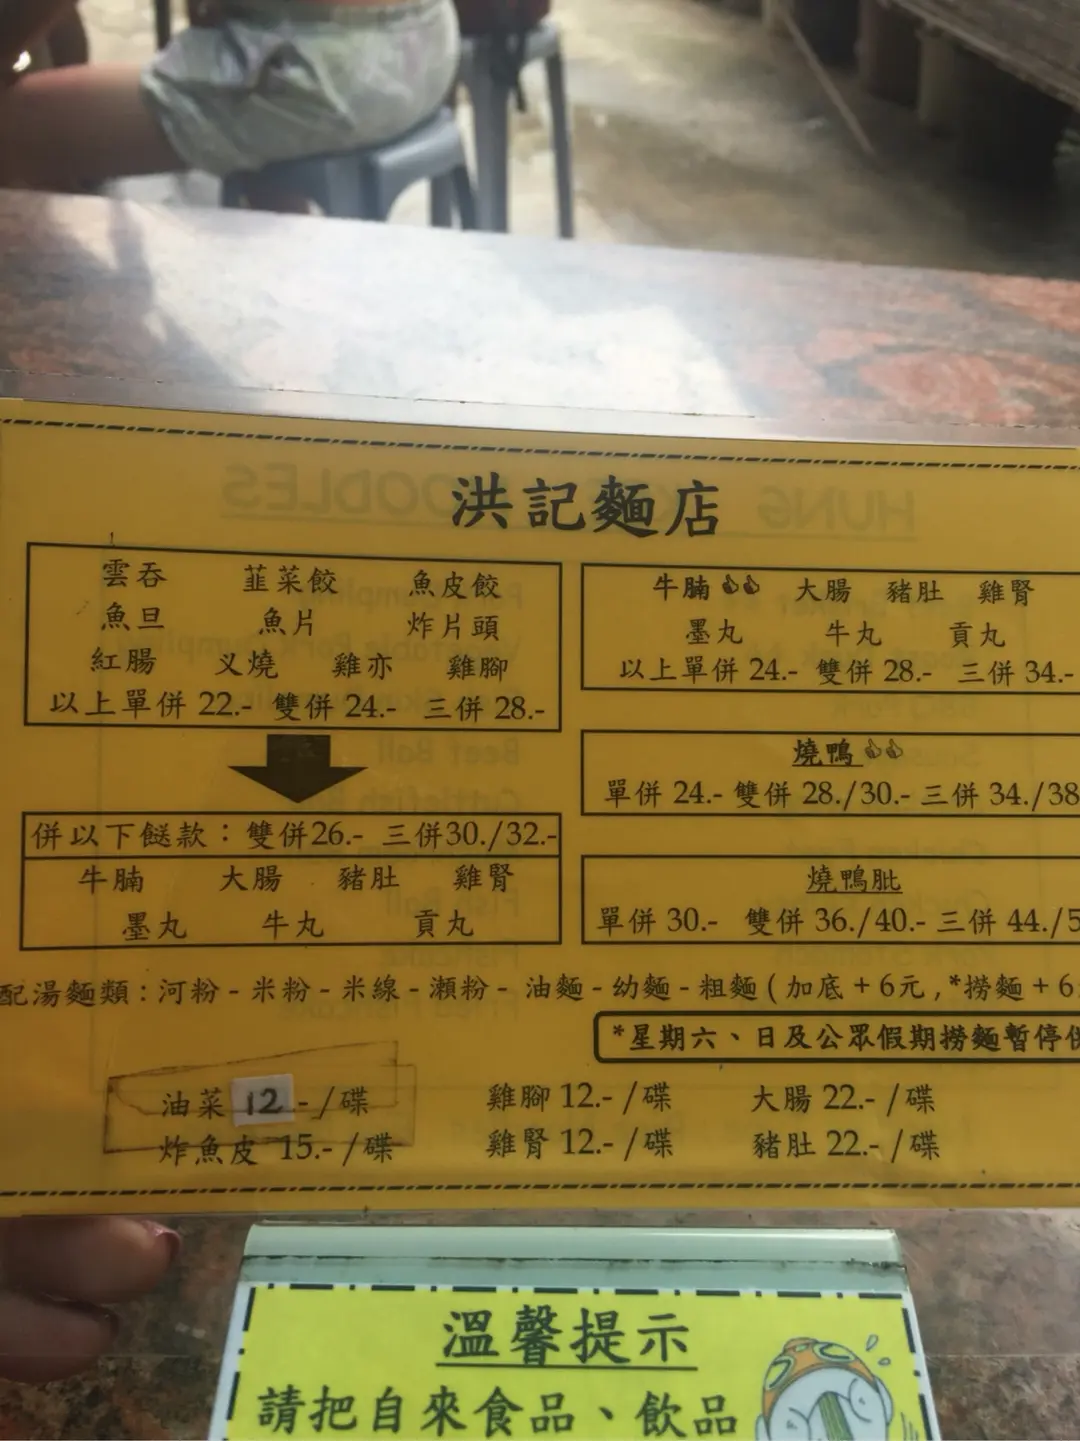 洪記麵店
雲吞 韮菜餃 魚皮餃
魚旦 魚片 炸片頭
紅腸 义燒 雞亦 雞腳
以上單併 22.- 雙併 24.- 三併 28.-
併以下餸款：雙併26.- 三併30./32.-
牛腩 大腸 豬肚 雞腎
墨丸 牛丸 貢丸
牛腩👍👍 大腸 豬肚 雞腎
墨丸 牛丸 貢丸
以上單併 24.- 雙併 28.- 三併 34.-
燒鴨👍👍
單併 24.- 雙併 28./30.- 三併 34./38
燒鴨肶
單併 30.- 雙併 36./40.- 三併 44./5
配湯麵類 : 河粉 - 米粉 - 米線 - 瀨粉 - 油麵 - 幼麵 - 粗麵 ( 加底 + 6元 , *撈麵 + 6
*星期六、日及公眾假期撈麵暫停
油菜 12 - / 碟 雞腳 12.- / 碟 大腸 22.- / 碟
炸魚皮 15.- / 碟 雞腎 12.- / 碟 豬肚 22.- / 碟
溫馨提示
請把自來食品、飲品